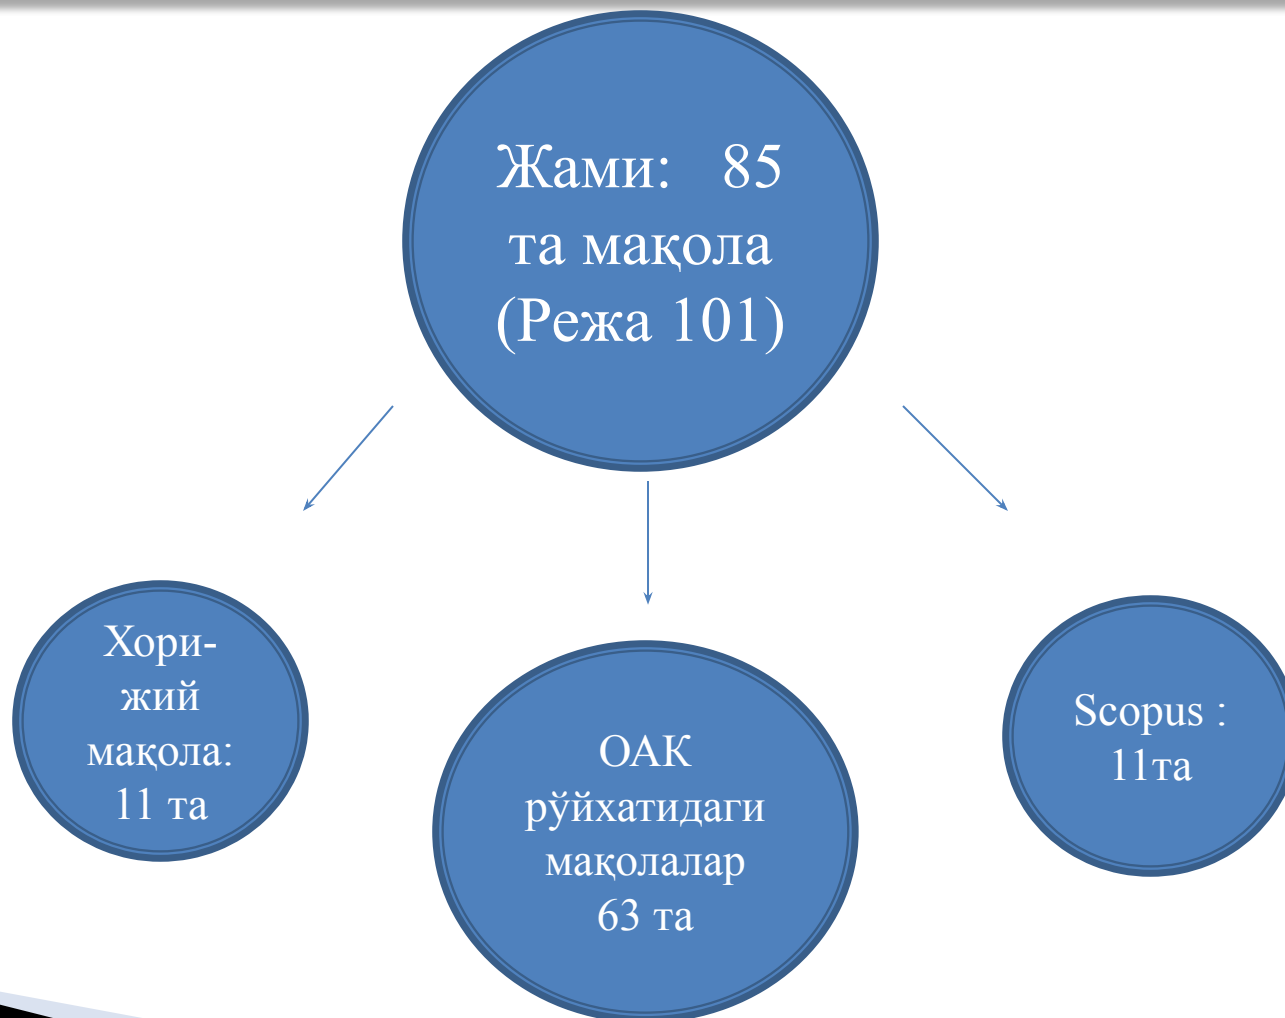 Жами: 85
та мақола
(Режа 101)
Хори-
жий
мақола:
11 та
ОАК
рўйхатидаги
мақолалар
63 та
Scopus :
11та